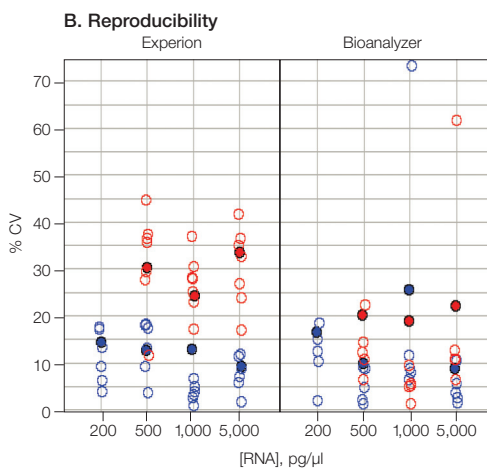 B. Reproducibility
Experion Bioanalyzer
70
60
50
40
30
20
10
0
% CV
200 500 1,000 5,000 200 500 1,000 5,000
[RNA], pg/µl